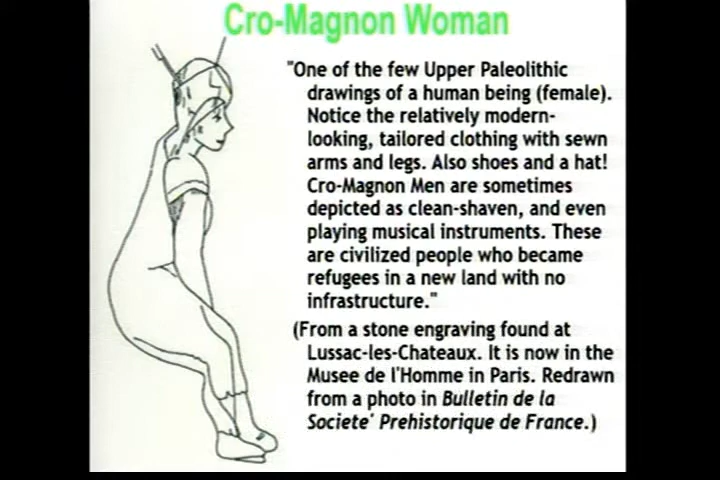 Cro-Magnon Woman
"One of the few Upper Paleolithic
drawings of a human being (female).
Notice the relatively modern-
looking, tailored clothing with sewn
arms and legs. Also shoes and a hat!
Cro-Magnon Men are sometimes
depicted as clean-shaven, and even
playing musical instruments. These
are civilized people who became
refugees in a new land with no
infrastructure."
(From a stone engraving found at
Lussac-les-Chateaux. It is now in the
Musee de l'Homme in Paris. Redrawn
from a photo in Bulletin de la
Societe' Prehistorique de France.)